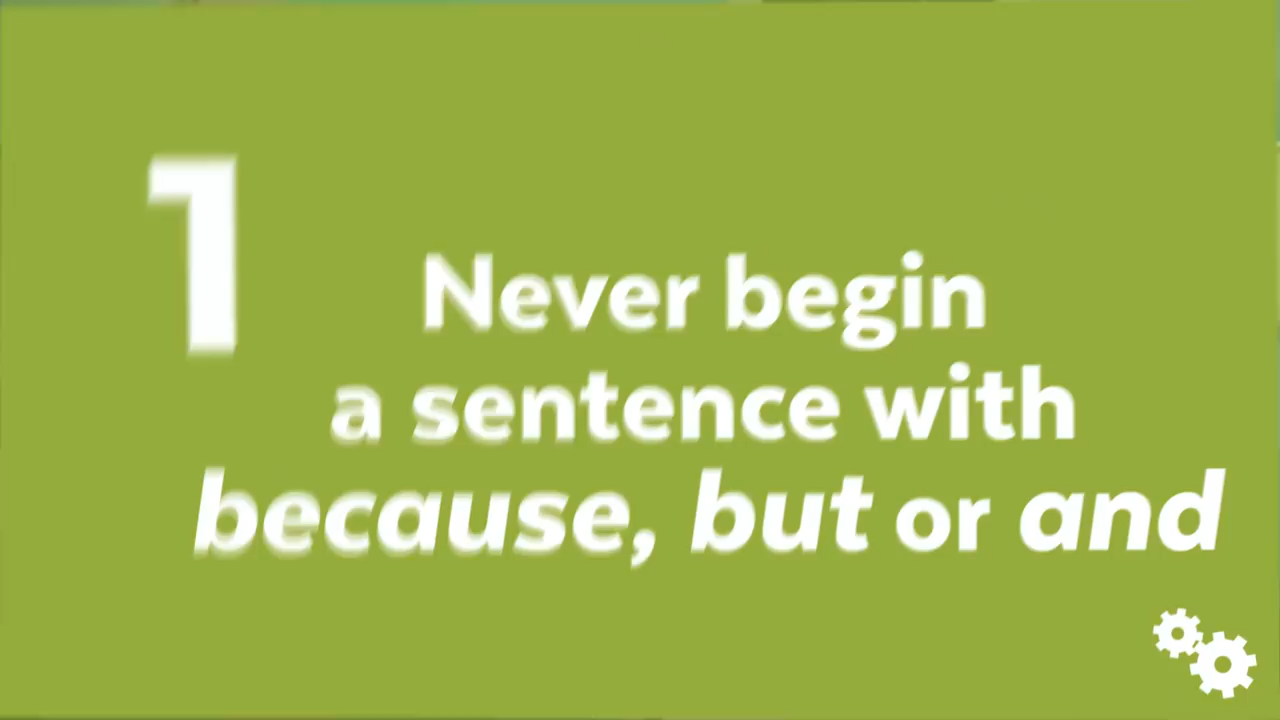 1
Never begin
a sentence with
because, but or and